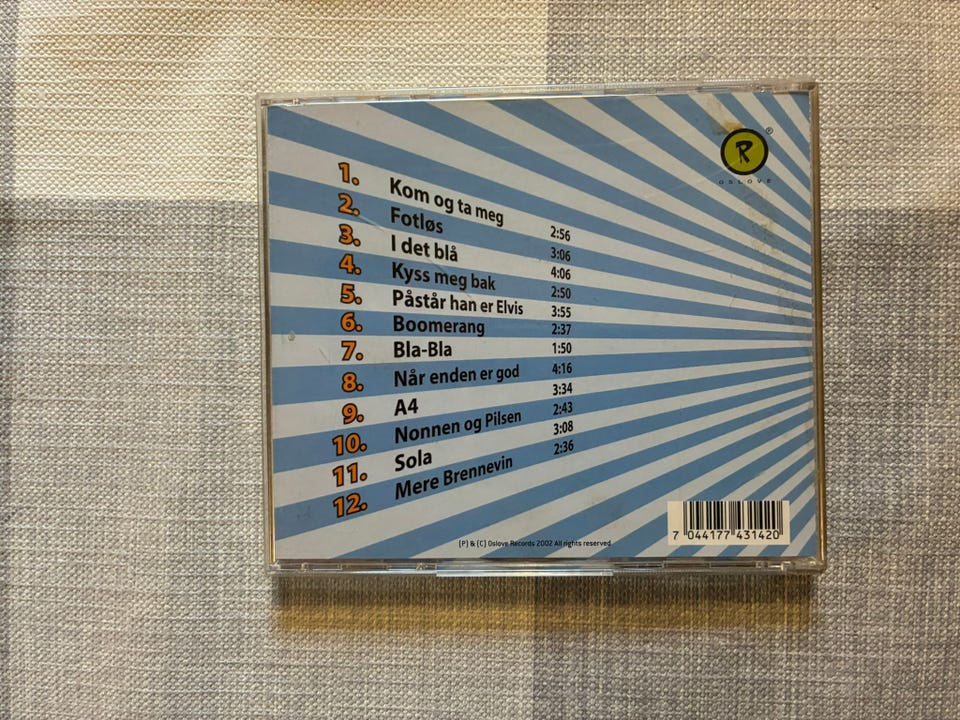 R ®
OSLOVE
1. Kom og ta meg 2:56
2. Fotløs 3:06
3. I det blå 4:06
4. Kyss meg bak 2:50
5. Påstår han er Elvis 3:55
6. Boomerang 2:37
7. Bla-Bla 1:50
8. Når enden er god 4:16
9. A4 3:34
10. Nonnen og Pilsen 2:43
11. Sola 3:08
12. Mere Brennevin 2:36
(P) & (C) Oslove Records 2002 All rights reserved
7 044177 431420